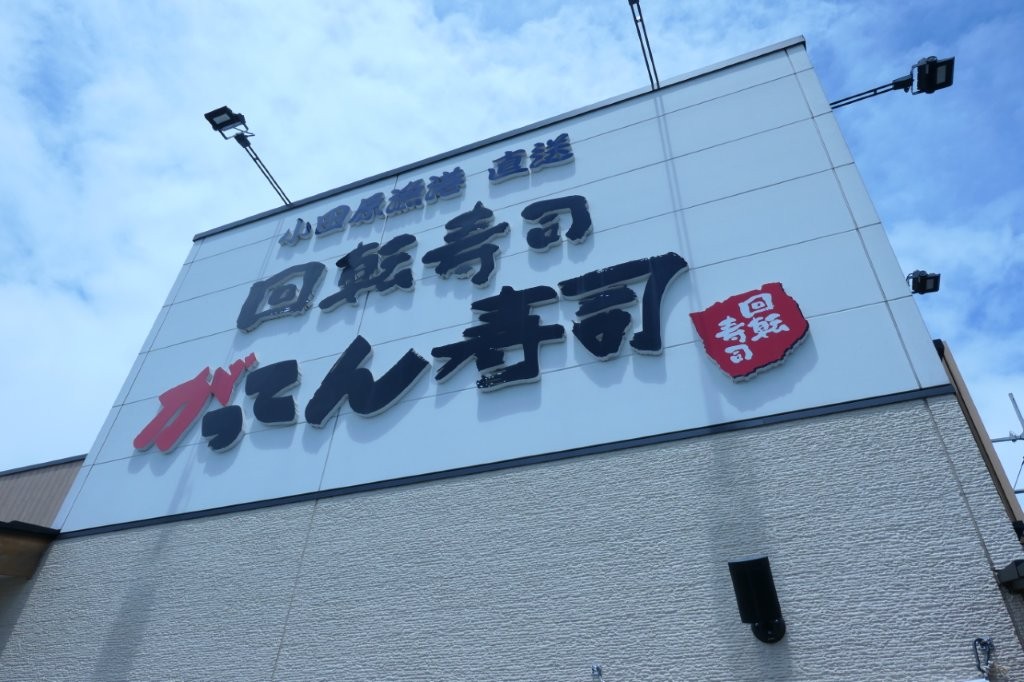 小田原漁港 直送
回転寿司
がってん寿司
回転
寿司